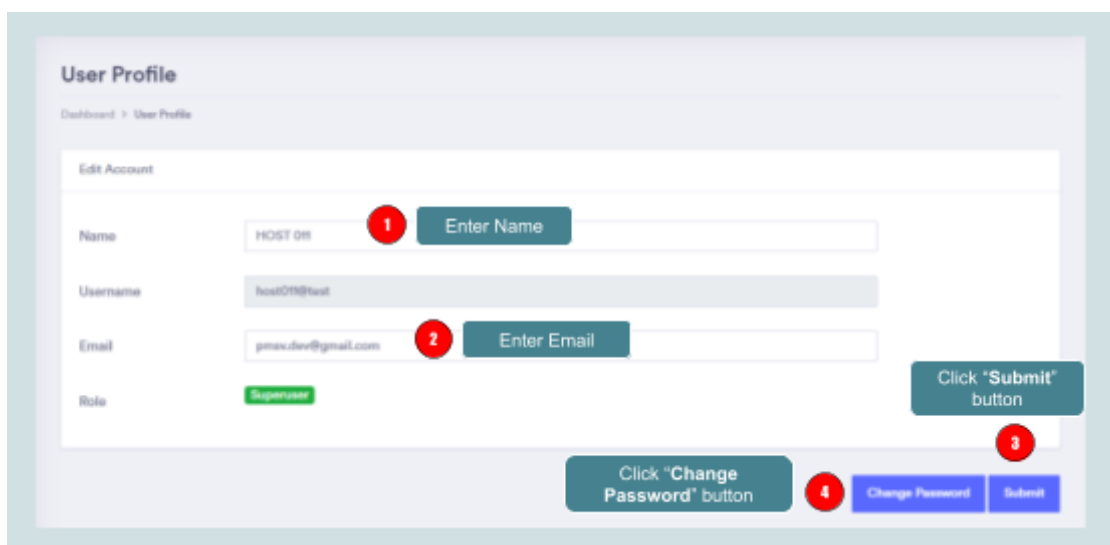 User Profile
Dashboard > User Profile
Edit Account
Name
HOST 011
1
Enter Name
Username
host011@test
Email
pmsv.dev@gmail.com
2
Enter Email
Role
Superuser
Click "Submit"
button
3
Click "Change
Password" button
4
Change Password
Submit